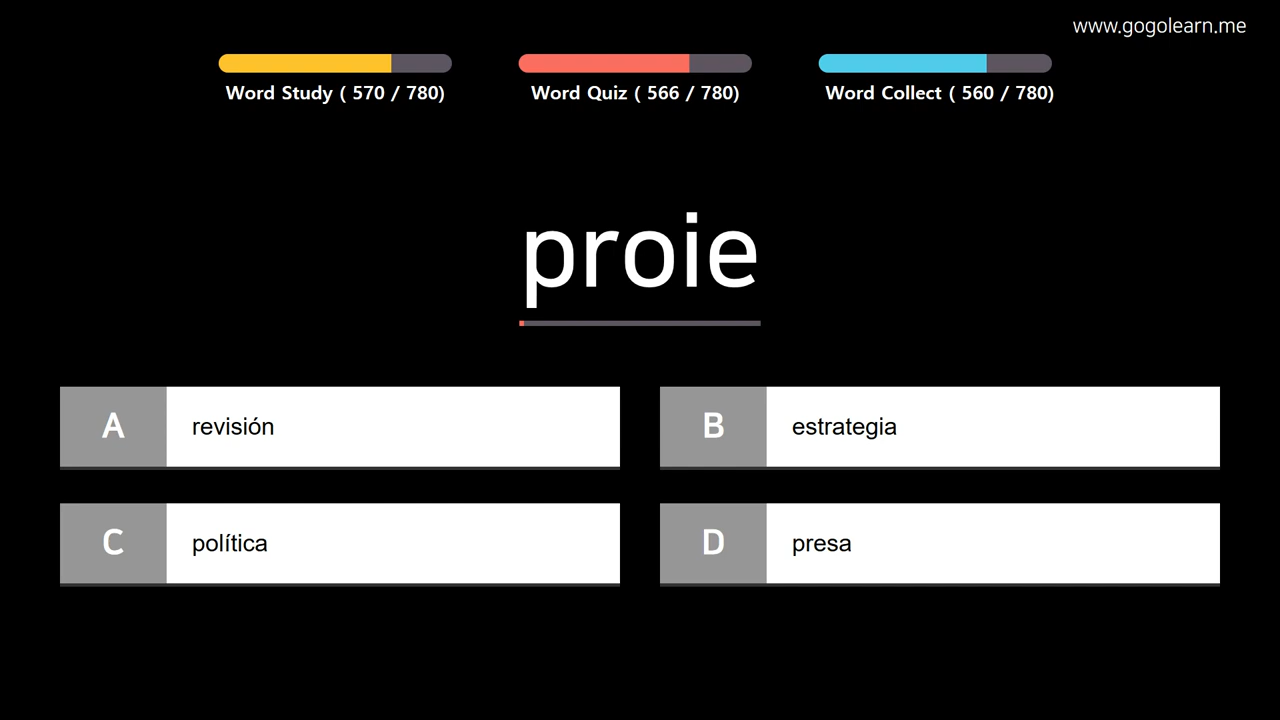 www.gogolearn.me
Word Study ( 570 / 780)
Word Quiz ( 566 / 780)
Word Collect ( 560 / 780)
proie
A
revisión
B
estrategia
C
política
D
presa